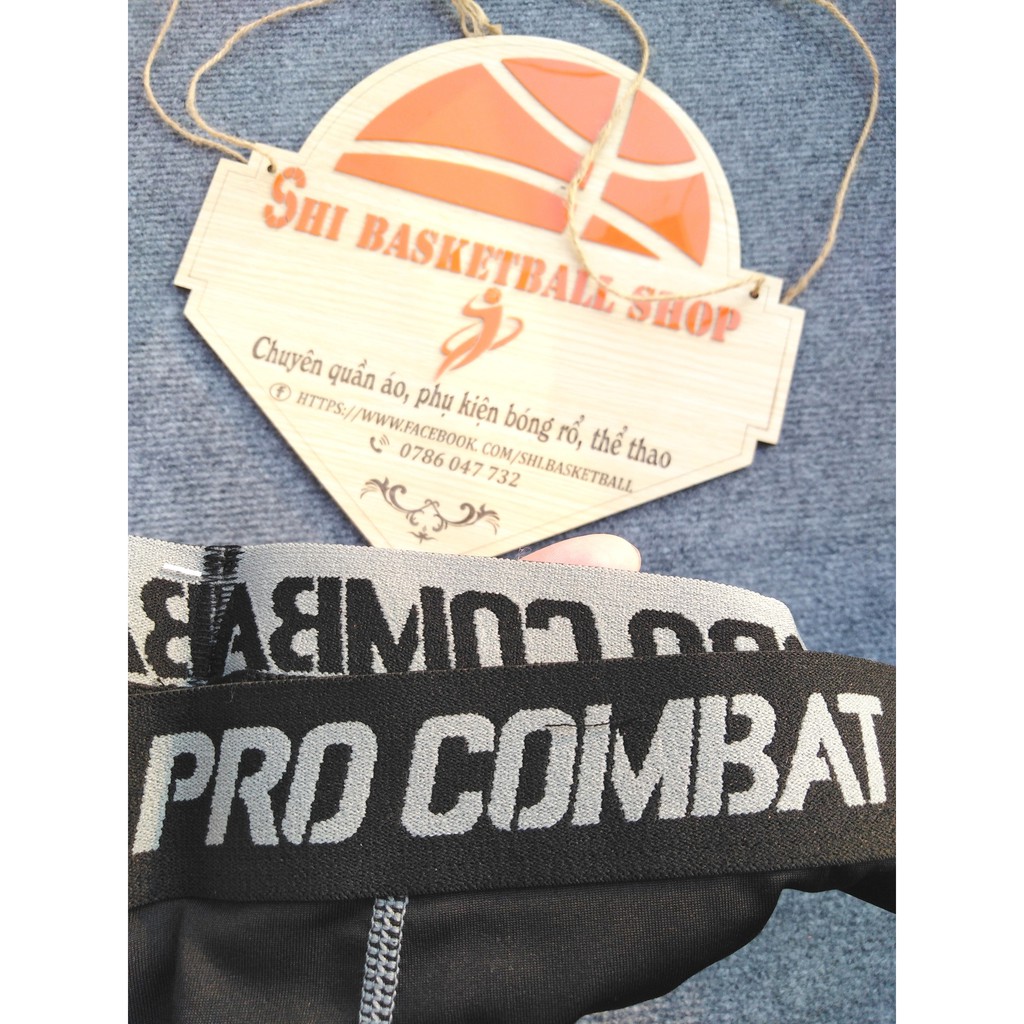 SHI BASKETBALL SHOP
Chuyên quần áo, phụ kiện bóng rổ, thể thao
HTTPS://WWW.FACEBOOK.COM/SHI.BASKETBALL
0786 047 732
PRO COMBAT
PRO COMBAT